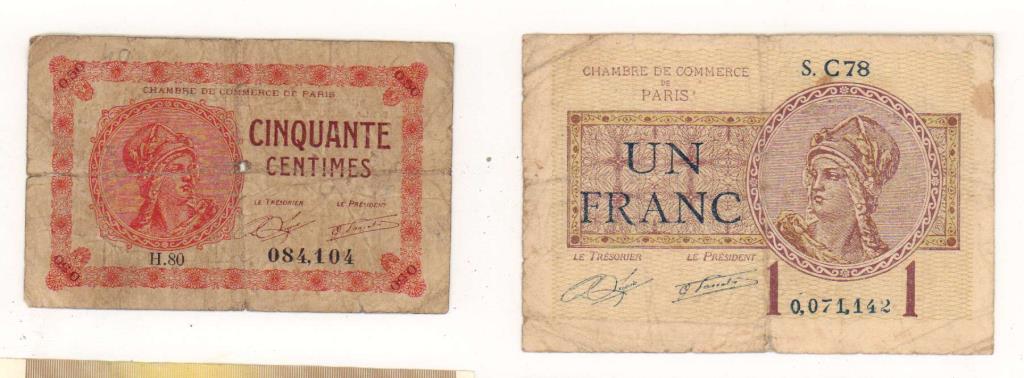 0.50
0.50
CHAMBRE DE COMMERCE DE PARIS
CINQUANTE
CENTIMES
LE TRÉSORIER LE PRÉSIDENT
H.80 084,104
0.50
0.50
S. C 78
CHAMBRE DE COMMERCE
DE
PARIS
UN
FRANC
LE TRÉSORIER LE PRÉSIDENT
1 0,071,142 1